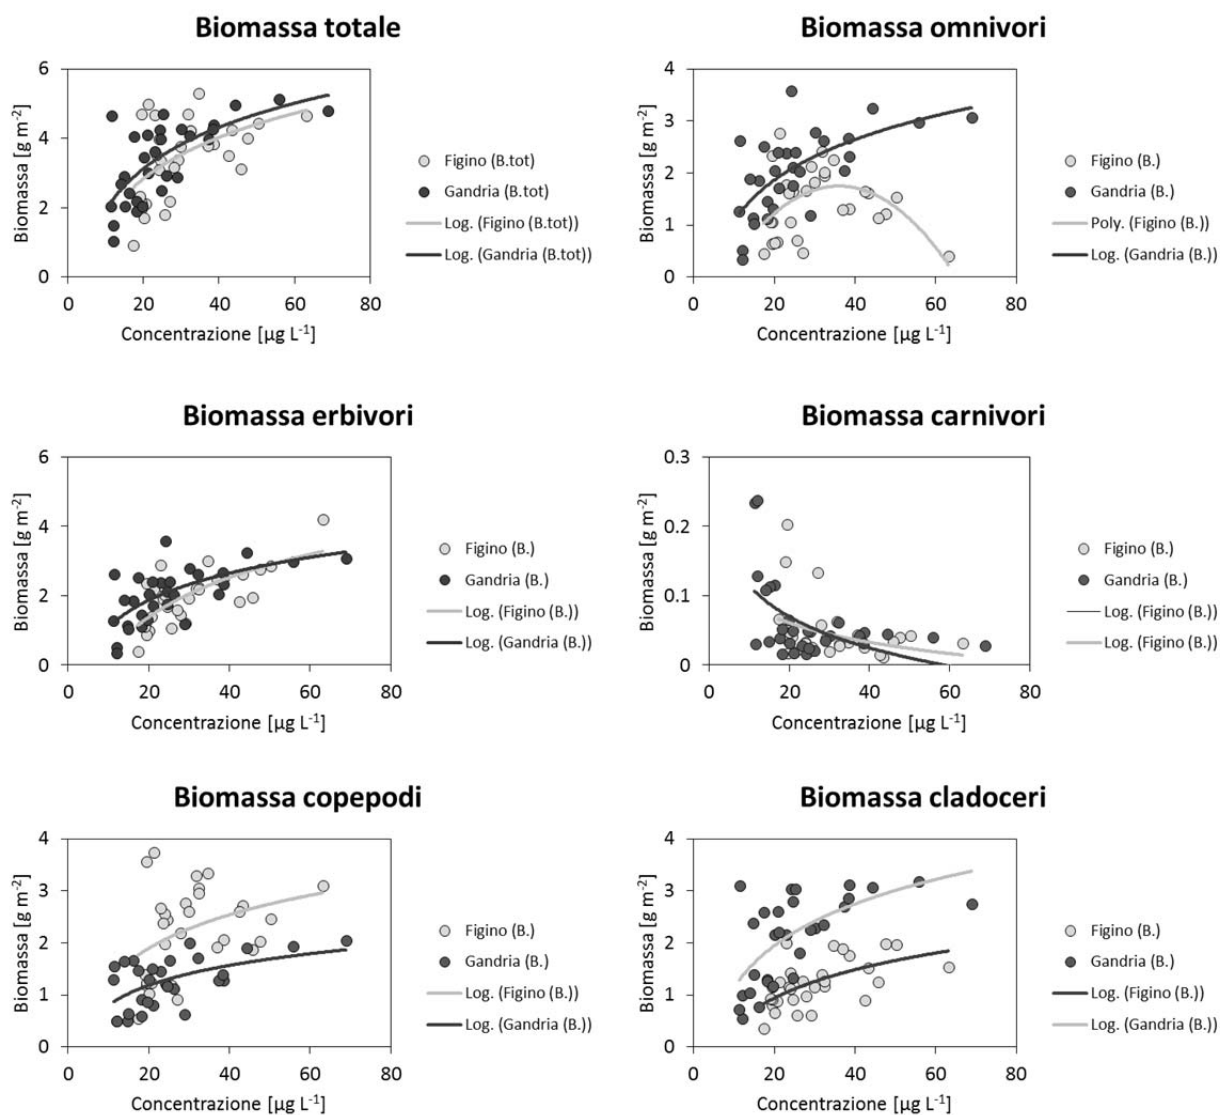 Biomassa totale
Biomassa [g m-2]
6
4
2
0
0 20 40 60 80
Concentrazione [µg L-1]
Figino (B.tot)
Gandria (B.tot)
Log. (Figino (B.tot))
Log. (Gandria (B.tot))
Biomassa omnivori
Biomassa [g m-2]
4
3
2
1
0
0 20 40 60 80
Concentrazione [µg L-1]
Figino (B.)
Gandria (B.)
Poly. (Figino (B.))
Log. (Gandria (B.))
Biomassa erbivori
Biomassa [g m-2]
6
4
2
0
0 20 40 60 80
Concentrazione [µg L-1]
Figino (B.)
Gandria (B.)
Log. (Figino (B.))
Log. (Gandria (B.))
Biomassa carnivori
Biomassa [g m-2]
0.3
0.2
0.1
0
0 20 40 60 80
Concentrazione [µg L-1]
Figino (B.)
Gandria (B.)
Log. (Figino (B.))
Log. (Figino (B.))
Biomassa copepodi
Biomassa [g m-2]
4
3
2
1
0
0 20 40 60 80
Concentrazione [µg L-1]
Figino (B.)
Gandria (B.)
Log. (Figino (B.))
Log. (Gandria (B.))
Biomassa cladoceri
Biomassa [g m-2]
4
3
2
1
0
0 20 40 60 80
Concentrazione [µg L-1]
Figino (B.)
Gandria (B.)
Log. (Figino (B.))
Log. (Gandria (B.))